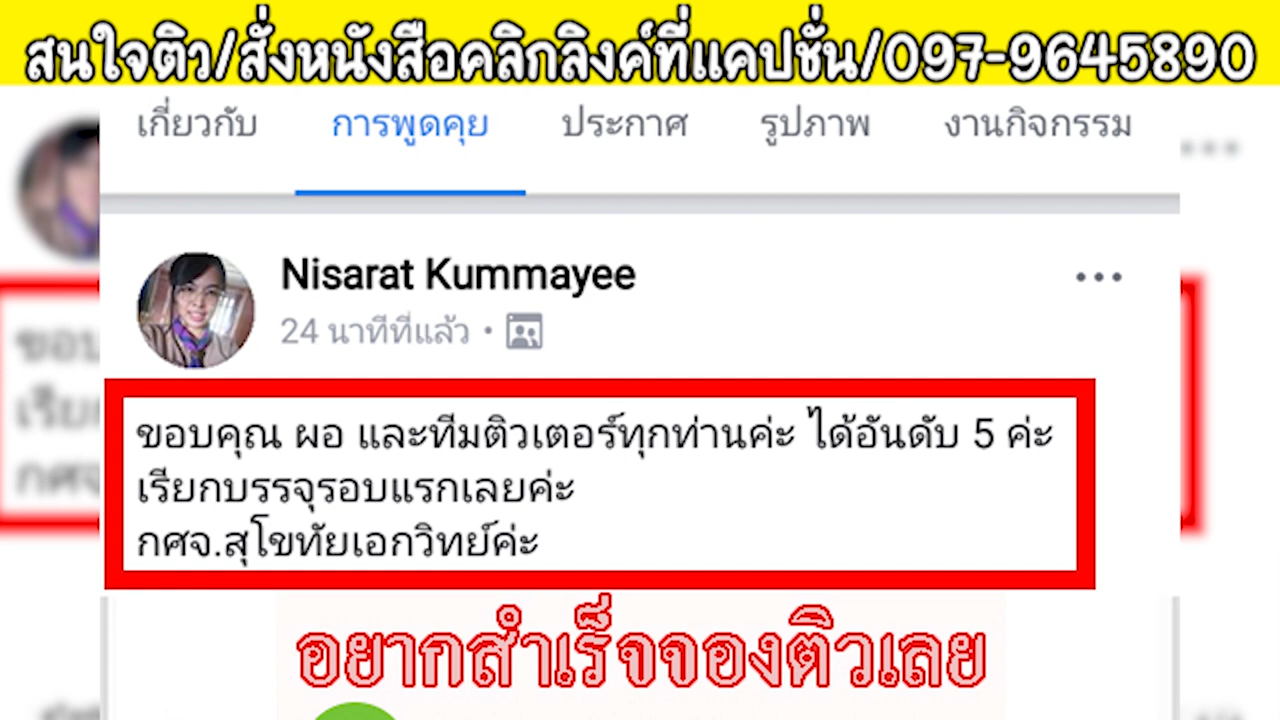 สนใจติว/สั่งหนังสือคลิกลิงค์ที่แคปชั่น/097-9645890
เกี่ยวกับ การพูดคุย ประกาศ รูปภาพ งานกิจกรรม
Nisarat Kummayee
24 นาทีที่แล้ว
ขอบคุณ ผอ และทีมติวเตอร์ทุกท่านค่ะ ได้อันดับ 5 ค่ะ
เรียกบรรจุรอบแรกเลยค่ะ
กศจ.สุโขทัยเอกวิทย์ค่ะ
อยากสำเร็จจองติวเลย